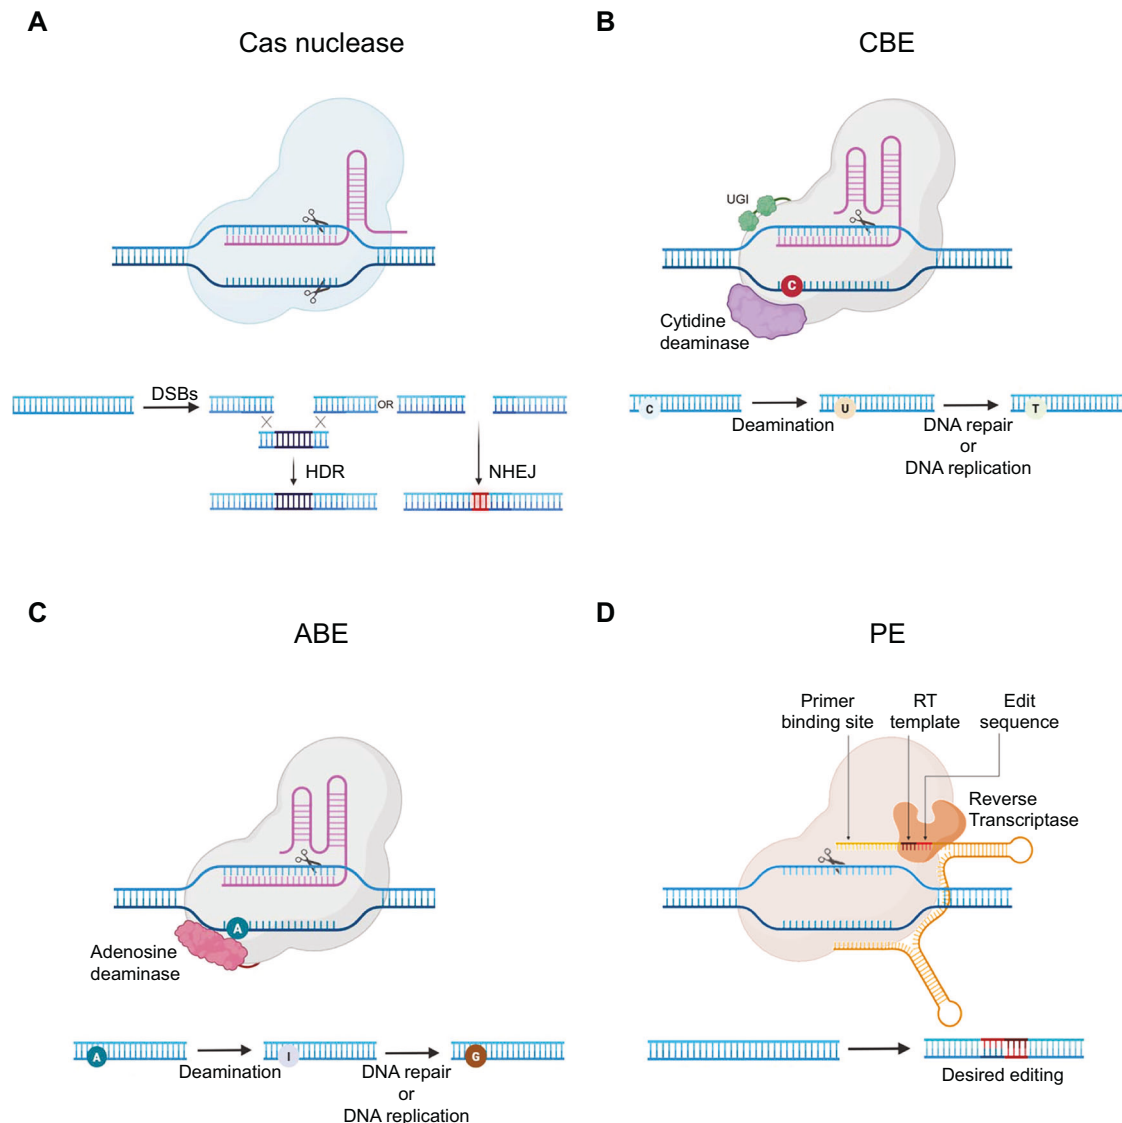 A
Cas nuclease
DSBs
OR
HDR
NHEJ
B
CBE
UGI
C
Cytidine
deaminase
C
U
T
Deamination
DNA repair
or
DNA replication
C
ABE
A
Adenosine
deaminase
A
I
G
Deamination
DNA repair
or
DNA replication
D
PE
Primer
binding site
RT
template
Edit
sequence
Reverse
Transcriptase
Desired editing